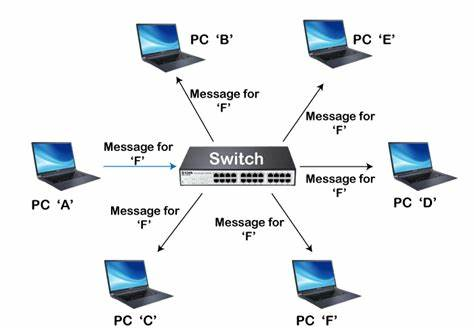 PC 'B'
PC 'E'
Message for
'F'
Message for
'F'
Message for
'F'
Switch
Message for
'F'
PC 'A'
PC 'D'
Message for
'F'
Message for
'F'
PC 'C'
PC 'F'